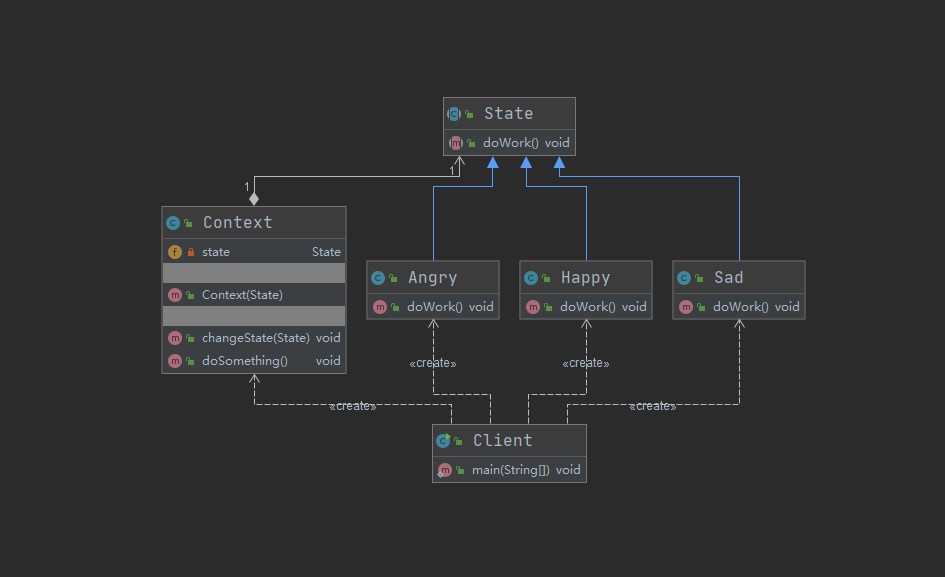 State
doWork() void
1
1
Context
state State
Context(State)
changeState(State) void
doSomething() void
Angry
doWork() void
Happy
doWork() void
Sad
doWork() void
«create»
«create»
«create»
«create»
Client
main(String[]) void